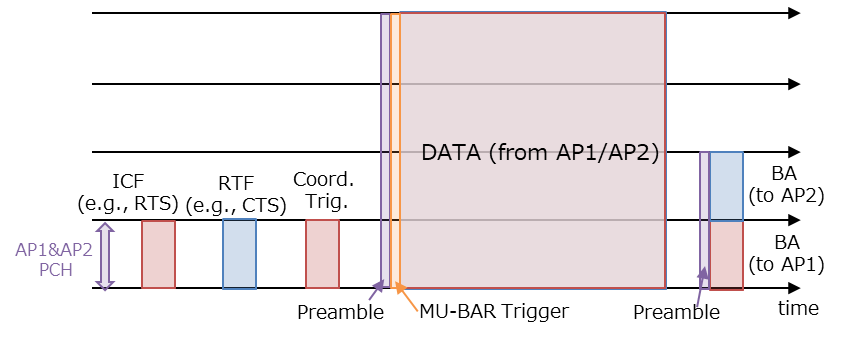 ICF
(e.g., RTS)
RTF
(e.g., CTS)
Coord.
Trig.
DATA (from AP1/AP2)
BA
(to AP2)
AP1&AP2
PCH
BA
(to AP1)
Preamble
MU-BAR Trigger
Preamble
time